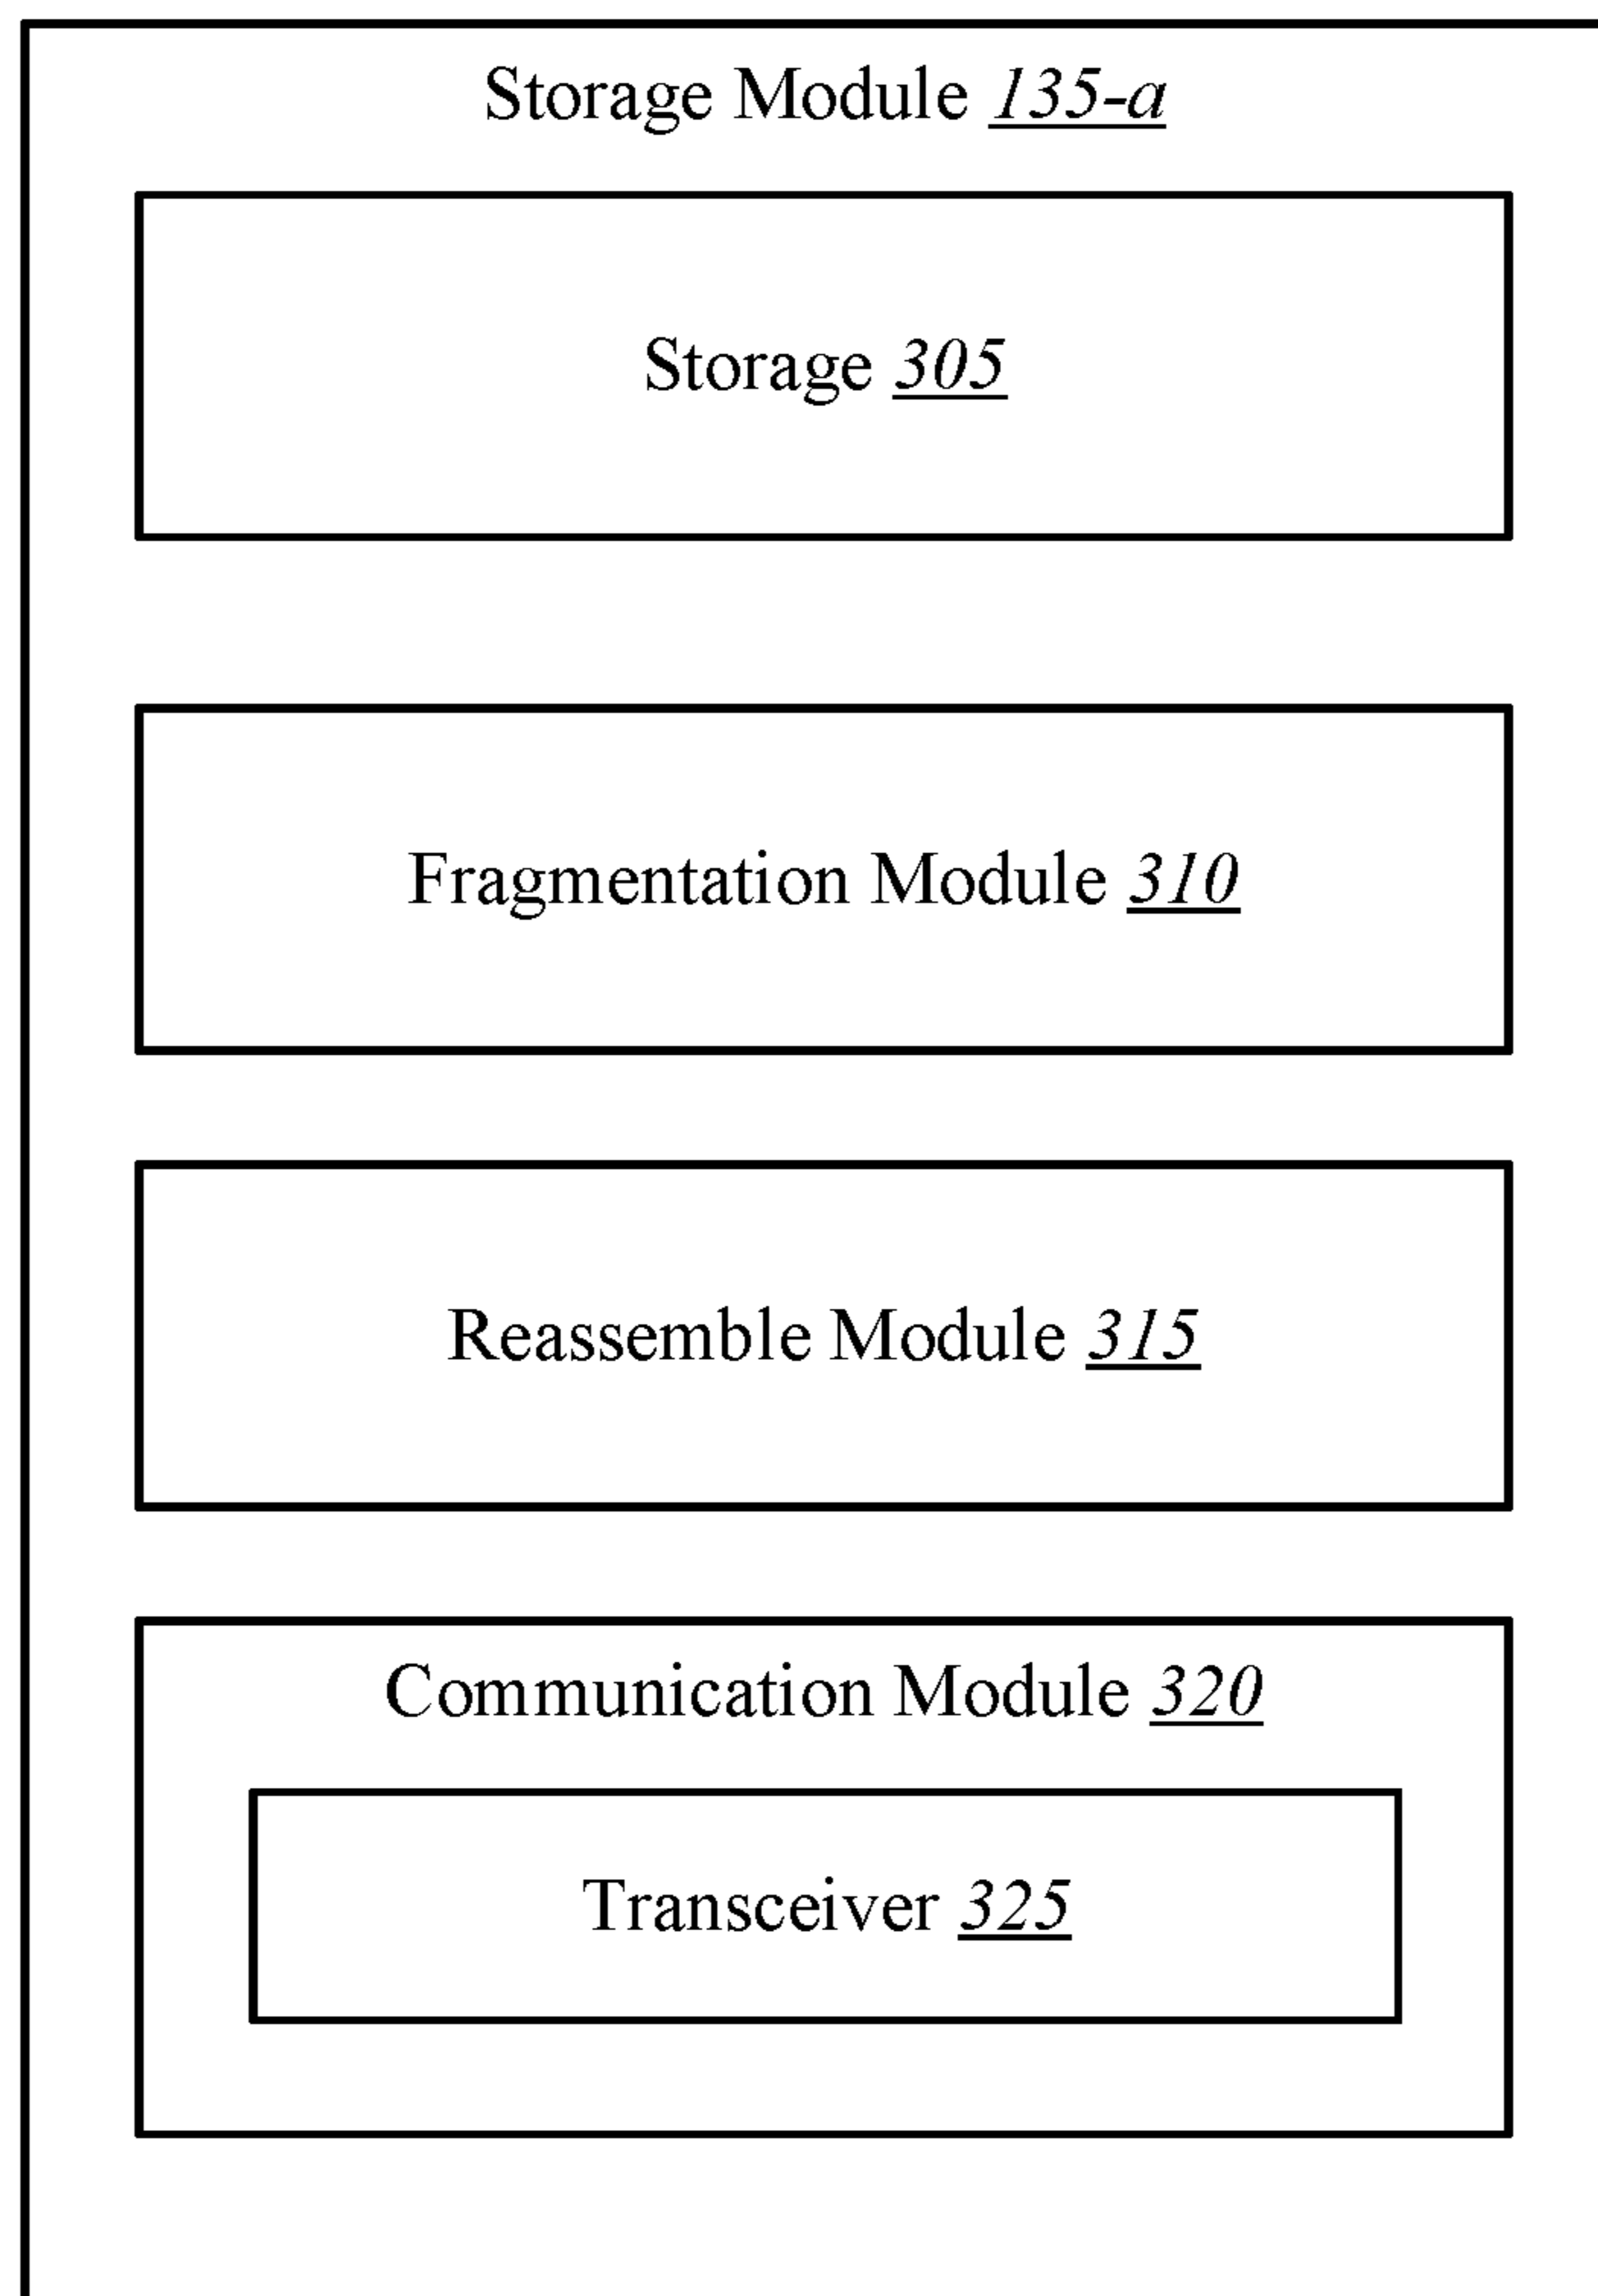 Storage Module 135-a
Storage 305
Fragmentation Module 310
Reassemble Module 315
Communication Module 320
Transceiver 325